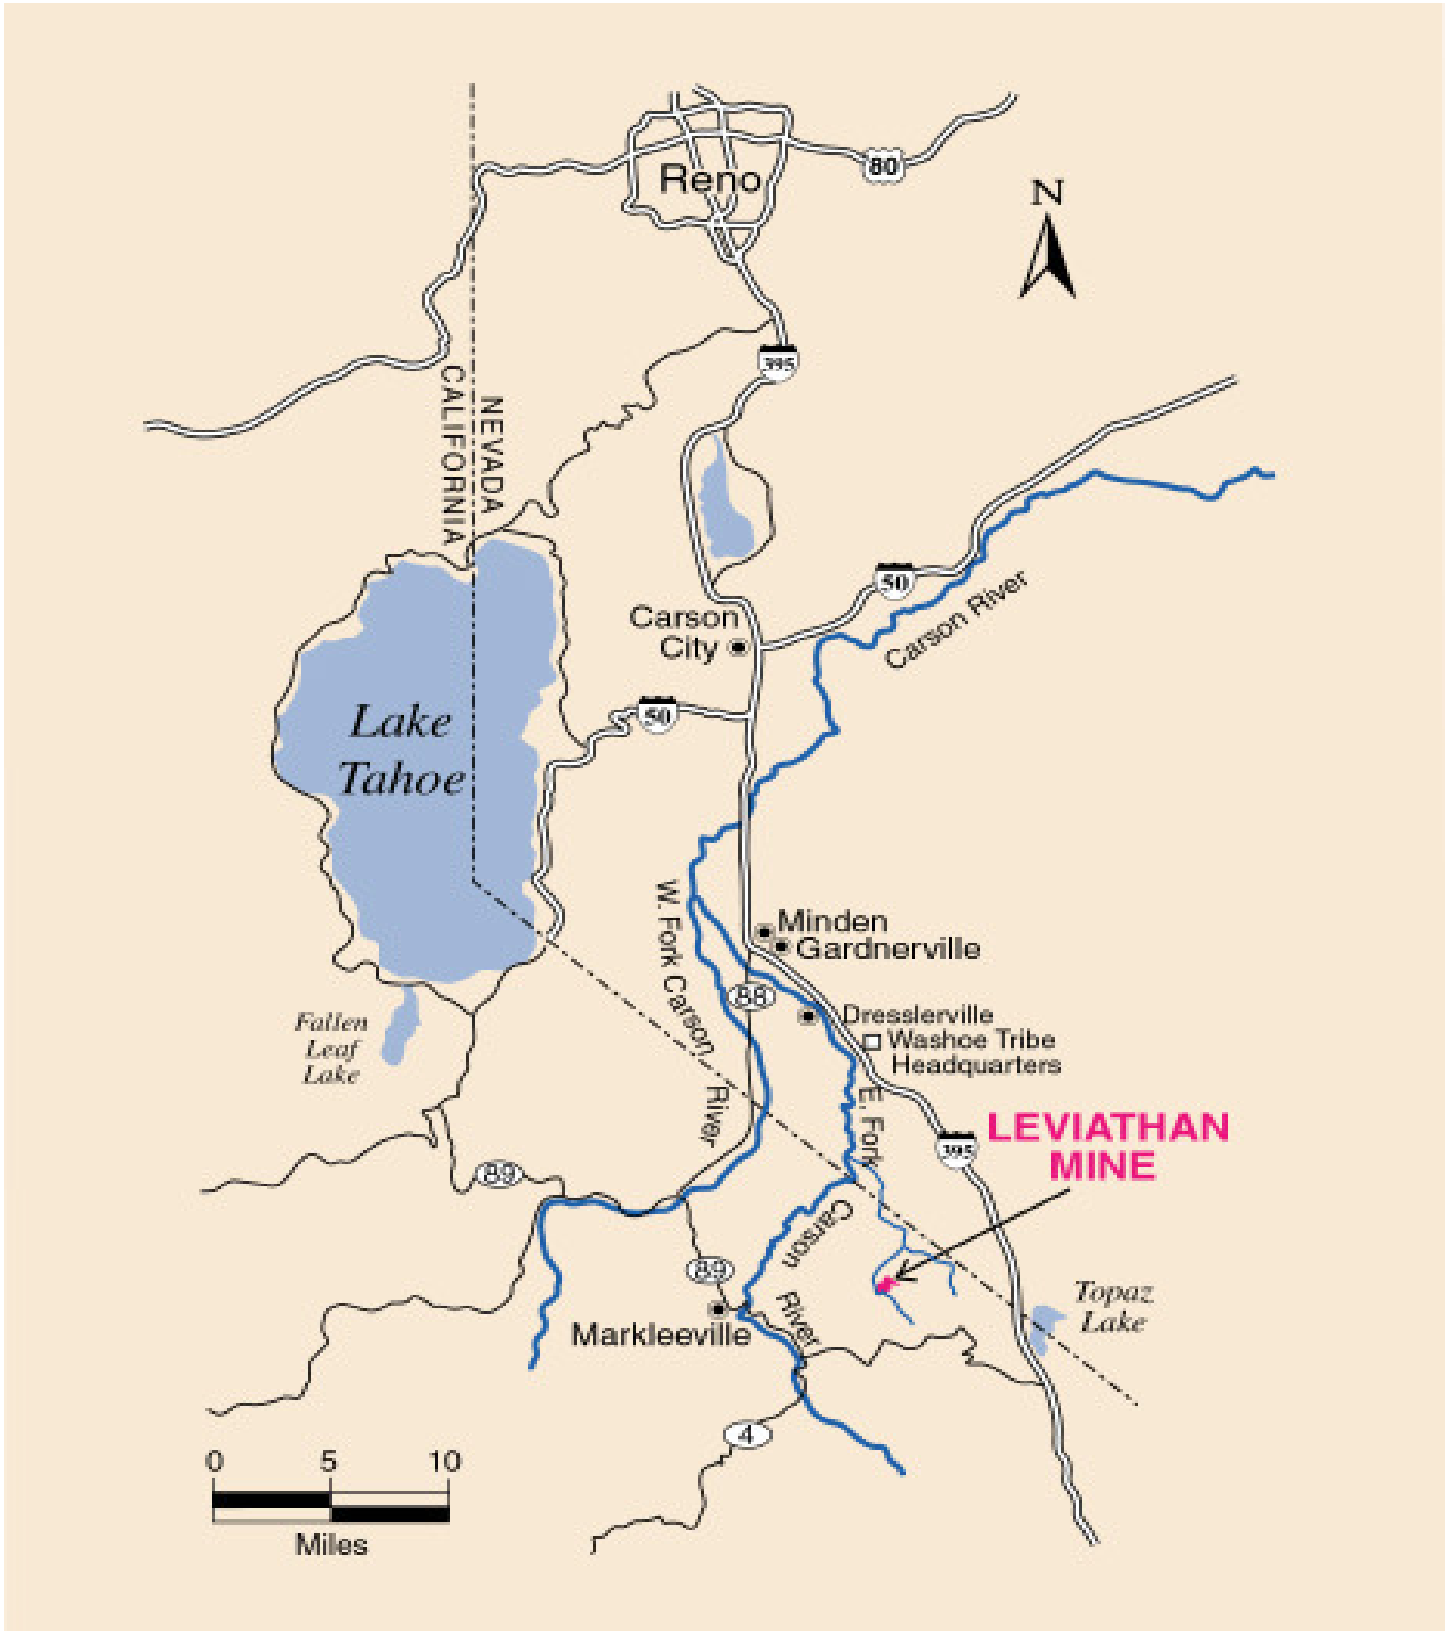 80
Reno
N
395
CALIFORNIA
NEVADA
50
Carson
City
Carson River
50
Lake
Tahoe
W. Fork Carson
River
Minden
Gardnerville
88
Dresslerville
Washoe Tribe
Headquarters
Fallen
Leaf
Lake
E. Fork
Carson
River
LEVIATHAN
MINE
395
89
89
Markleeville
Topaz
Lake
4
0 5 10
Miles